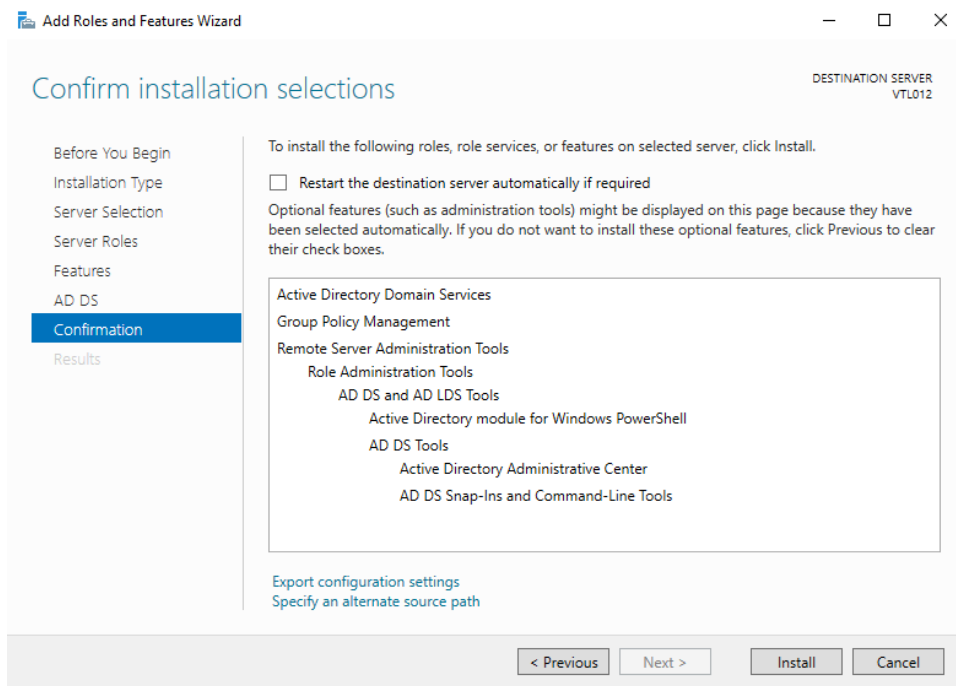 Add Roles and Features Wizard
Confirm installation selections
DESTINATION SERVER
VTL012
Before You Begin
Installation Type
Server Selection
Server Roles
Features
AD DS
Confirmation
Results
To install the following roles, role services, or features on selected server, click Install.
Restart the destination server automatically if required
Optional features (such as administration tools) might be displayed on this page because they have
been selected automatically. If you do not want to install these optional features, click Previous to clear
their check boxes.
Active Directory Domain Services
Group Policy Management
Remote Server Administration Tools
Role Administration Tools
AD DS and AD LDS Tools
Active Directory module for Windows PowerShell
AD DS Tools
Active Directory Administrative Center
AD DS Snap-Ins and Command-Line Tools
Export configuration settings
Specify an alternate source path
< Previous
Next >
Install
Cancel